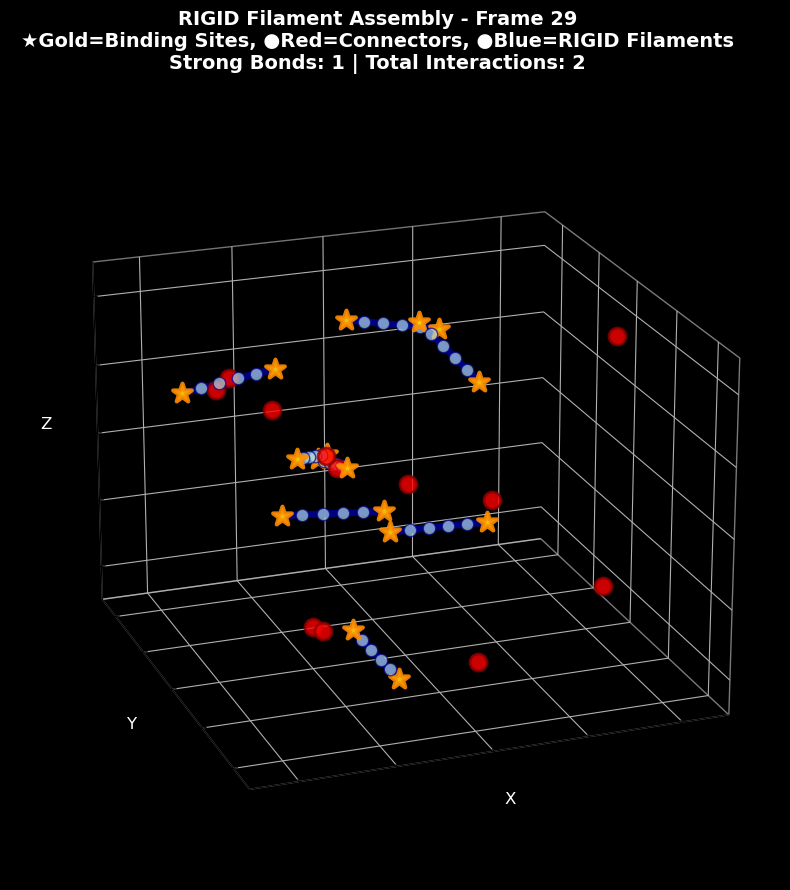 RIGID Filament Assembly - Frame 29
★Gold=Binding Sites, ●Red=Connectors, ●Blue=RIGID Filaments
Strong Bonds: 1 | Total Interactions: 2
Z
Y
X